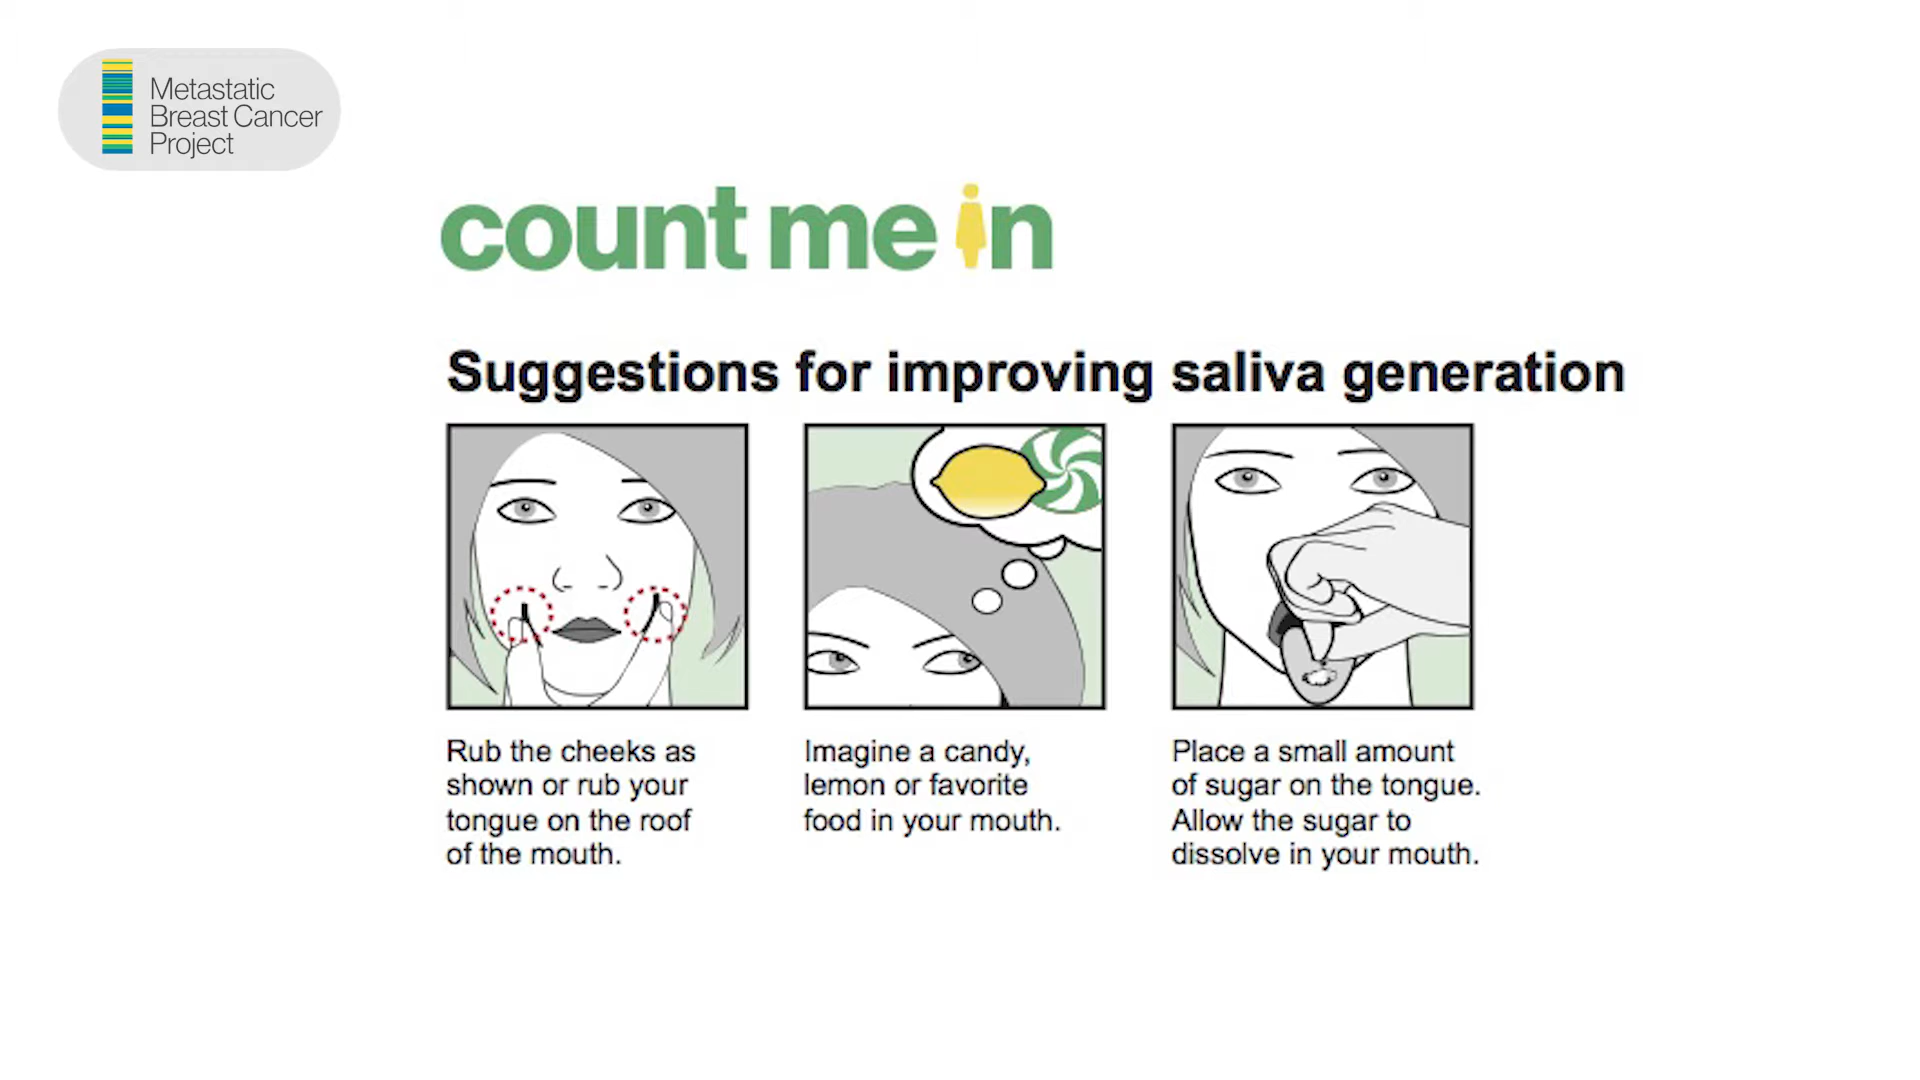 Metastatic
Breast Cancer
Project
count me in
Suggestions for improving saliva generation
Rub the cheeks as
shown or rub your
tongue on the roof
of the mouth.
Imagine a candy,
lemon or favorite
food in your mouth.
Place a small amount
of sugar on the tongue.
Allow the sugar to
dissolve in your mouth.